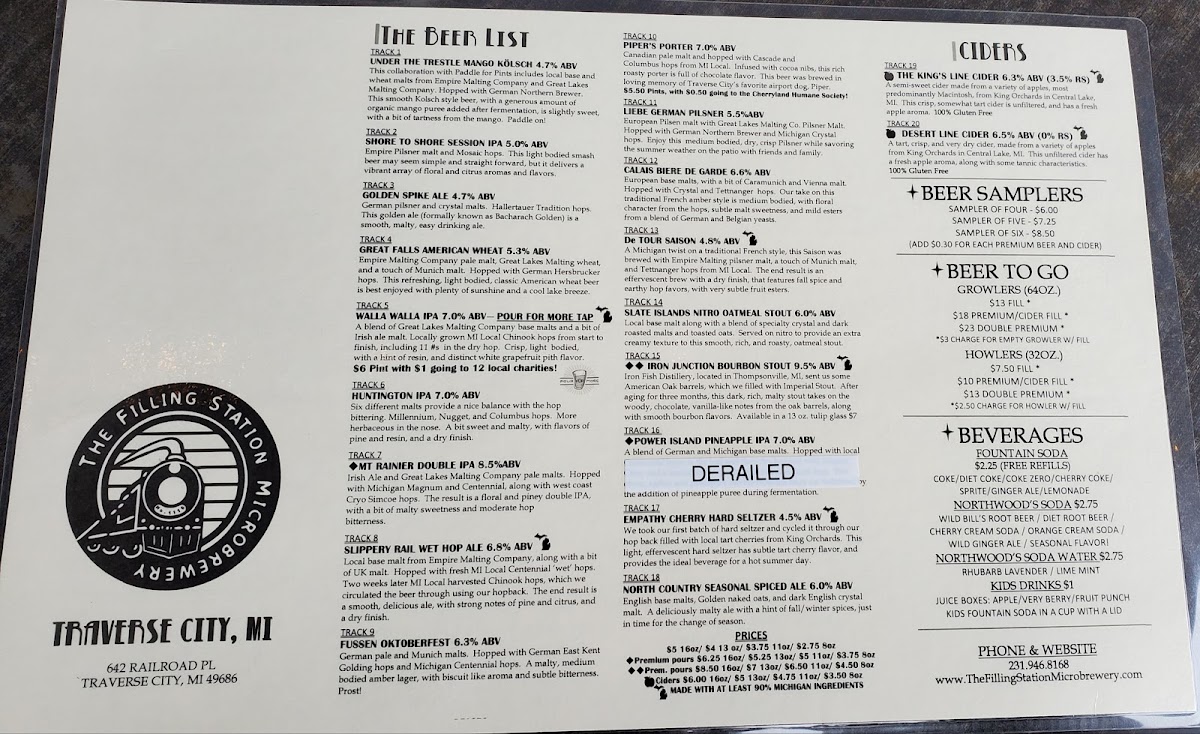 THE FILLING STATION MICROBREWERY
TRAVERSE CITY, MI
642 RAILROAD PL
TRAVERSE CITY, MI 49686
THE BEER LIST
TRACK 1
UNDER THE TRESTLE MANGO KÖLSCH 4.7% ABV
This collaboration with Paddle for Pints includes local base and
wheat malts from Empire Malting Company and Great Lakes
Malting Company. Hopped with German Northern Brewer.
This smooth Kolsch style beer, with a generous amount of
organic mango puree added after fermentation, is slightly sweet,
with a bit of tartness from the mango. Paddle on!
TRACK 2
SHORE TO SHORE SESSION IPA 5.0% ABV
Empire Pilsner malt and Mosaic hops. This light bodied smash
beer may seem simple and straight forward, but it delivers a
vibrant array of floral and citrus aromas and flavors.
TRACK 3
GOLDEN SPIKE ALE 4.7% ABV
German pilsner and crystal malts. Hallertauer Tradition hops.
This golden ale (formally known as Bacharach Golden) is a
smooth, malty, easy drinking ale.
TRACK 4
GREAT FALLS AMERICAN WHEAT 5.3% ABV
Empire Malting Company pale malt, Great Lakes Malting wheat,
and a touch of Munich malt. Hopped with German Hersbrucker
hops. This refreshing, light bodied, classic American wheat beer
is best enjoyed with plenty of sunshine and a cool lake breeze.
TRACK 5
WALLA WALLA IPA 7.0% ABV— POUR FOR MORE TAP
A blend of Great Lakes Malting Company base malts and a bit of
Irish ale malt. Locally grown MI Local Chinook hops from start to
finish, including 11 #s in the dry hop. Crisp, light bodied,
with a hint of resin, and distinct white grapefruit pith flavor.
$6 Pint with $1 going to 12 local charities!
TRACK 6
HUNTINGTON IPA 7.0% ABV
Six different malts provide a nice balance with the hop
bittering, Millennium, Nugget, and Columbus hops. More
herbaceous in the nose. A bit sweet and malty, with flavors of
pine and resin, and a dry finish.
TRACK 7
◆MT RAINIER DOUBLE IPA 8.5%ABV
Irish Ale and Great Lakes Malting Company pale malts. Hopped
with Michigan Magnum and Centennial, along with west coast
Cryo Simcoe hops. The result is a floral and piney double IPA,
with a bit of malty sweetness and moderate hop
bitterness.
TRACK 8
SLIPPERY RAIL WET HOP ALE 6.8% ABV
Local base malt from Empire Malting Company, along with a bit
of UK malt. Hopped with fresh MI Local Centennial 'wet' hops.
Two weeks later MI Local harvested Chinook hops, which we
circulated the beer through using our hopback. The end result is
a smooth, delicious ale, with strong notes of pine and citrus, and
a dry finish.
TRACK 9
FUSSEN OKTOBERFEST 6.3% ABV
German pale and Munich malts. Hopped with German East Kent
Golding hops and Michigan Centennial hops. A malty, medium
bodied amber lager, with biscuit like aroma and subtle bitterness.
Prost!
TRACK 10
PIPER'S PORTER 7.0% ABV
Canadian pale malt and hopped with Cascade and
Columbus hops from MI Local. Infused with cocoa nibs, this rich
roasty porter is full of chocolate flavor. This beer was brewed in
loving memory of Traverse City's favorite airport dog, Piper.
$5.50 Pints, with $0.50 going to the Cherryland Humane Society!
TRACK 11
LIEBE GERMAN PILSNER 5.5%ABV
European Pilsen malt with Great Lakes Malting Co. Pilsner Malt.
Hopped with German Northern Brewer and Michigan Crystal
hops. Enjoy this medium bodied, dry, crisp Pilsner while savoring
the summer weather on the patio with friends and family.
TRACK 12
CALAIS BIERE DE GARDE 6.6% ABV
European base malts, with a bit of Caramunich and Vienna malt.
Hopped with Crystal and Tettnanger hops. Our take on this
traditional French amber style is medium bodied, with floral
character from the hops, subtle malt sweetness, and mild esters
from a blend of German and Belgian yeasts.
TRACK 13
De TOUR SAISON 4.8% ABV
A Michigan twist on a traditional French style, this Saison was
brewed with Empire Malting pilsner malt, a touch of Munich malt,
and Tettnanger hops from MI Local. The end result is an
effervescent brew with a dry finish, that features fall spice and
earthy hop flavors, with very subtle fruit esters.
TRACK 14
SLATE ISLANDS NITRO OATMEAL STOUT 6.0% ABV
Local base malt along with a blend of specialty crystal and dark
roasted malts and toasted oats. Served on nitro to provide an extra
creamy texture to this smooth, rich, and roasty, oatmeal stout.
TRACK 15
◆◆ IRON JUNCTION BOURBON STOUT 9.5% ABV
Iron Fish Distillery, located in Thompsonville, MI, sent us some
American Oak barrels, which we filled with Imperial Stout. After
aging for three months, this dark, rich, malty stout takes on the
woody, chocolate, vanilla-like notes from the oak barrels, along
with smooth bourbon flavors. Available in a 13 oz. tulip glass $7
TRACK 16
◆POWER ISLAND PINEAPPLE IPA 7.0% ABV
A blend of German and Michigan base malts. Hopped with local
DERAILED
by
the addition of pineapple puree during fermentation.
TRACK 17
EMPATHY CHERRY HARD SELTZER 4.5% ABV
We took our first batch of hard seltzer and cycled it through our
hop back filled with local tart cherries from King Orchards. This
light, effervescent hard seltzer has subtle tart cherry flavor, and
provides the ideal beverage for a hot summer day.
TRACK 18
NORTH COUNTRY SEASONAL SPICED ALE 6.0% ABV
English base malts, Golden naked oats, and dark English crystal
malt. A deliciously malty ale with a hint of fall/winter spices, just
in time for the change of season.
PRICES
$5 16oz/ $4 13 oz/ $3.75 11oz/ $2.75 8oz
◆Premium pours $6.25 16oz/ $5.25 13oz/ $5 11oz/ $3.75 8oz
◆◆Prem. pours $8.50 16oz/ $7 13oz/ $6.50 11oz/ $4.50 8oz
Ciders $6.00 16oz/ $5 13oz/ $4.75 11oz/ $3.50 8oz
MADE WITH AT LEAST 90% MICHIGAN INGREDIENTS
CIDERS
TRACK 19
THE KING'S LINE CIDER 6.3% ABV (3.5% RS)
A semi-sweet cider made from a variety of apples, most
predominantly Macintosh, from King Orchards in Central Lake,
MI. This crisp, somewhat tart cider is unfiltered, and has a fresh
apple aroma. 100% Gluten Free
TRACK 20
DESERT LINE CIDER 6.5% ABV (0% RS)
A tart, crisp, and very dry cider, made from a variety of apples
from King Orchards in Central Lake, MI. This unfiltered cider has
a fresh apple aroma, along with some tannic characteristics.
100% Gluten Free
BEER SAMPLERS
SAMPLER OF FOUR - $6.00
SAMPLER OF FIVE - $7.25
SAMPLER OF SIX - $8.50
(ADD $0.30 FOR EACH PREMIUM BEER AND CIDER)
BEER TO GO
GROWLERS (64OZ.)
$13 FILL *
$18 PREMIUM/CIDER FILL *
$23 DOUBLE PREMIUM *
*$3 CHARGE FOR EMPTY GROWLER W/ FILL
HOWLERS (32OZ.)
$7.50 FILL *
$10 PREMIUM/CIDER FILL *
$13 DOUBLE PREMIUM *
*$2.50 CHARGE FOR HOWLER W/ FILL
BEVERAGES
FOUNTAIN SODA
$2.25 (FREE REFILLS)
COKE/DIET COKE/COKE ZERO/CHERRY COKE/
SPRITE/GINGER ALE/LEMONADE
NORTHWOOD'S SODA $2.75
WILD BILL'S ROOT BEER / DIET ROOT BEER /
CHERRY CREAM SODA / ORANGE CREAM SODA /
WILD GINGER ALE / SEASONAL FLAVOR!
NORTHWOOD'S SODA WATER $2.75
RHUBARB LAVENDER / LIME MINT
KIDS DRINKS $1
JUICE BOXES: APPLE/VERY BERRY/FRUIT PUNCH
KIDS FOUNTAIN SODA IN A CUP WITH A LID
PHONE & WEBSITE
231.946.8168
www.TheFillingStationMicrobrewery.com